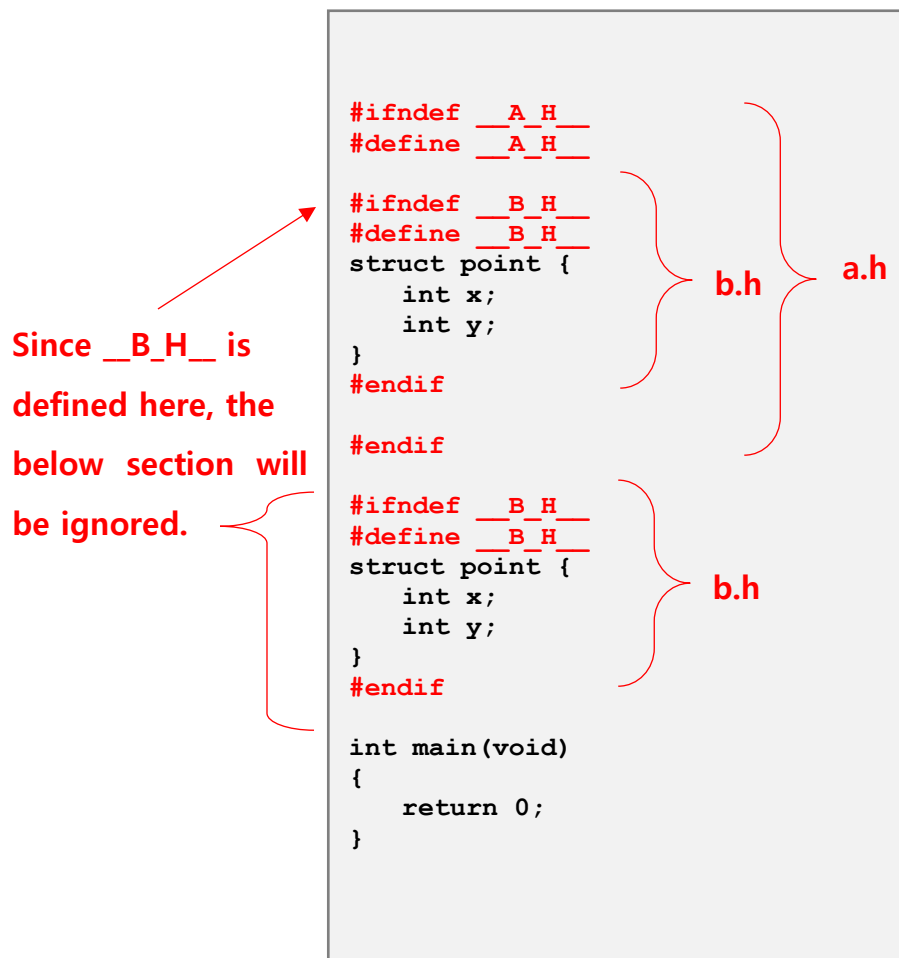 #ifndef __A_H__
#define __A_H__
#ifndef __B_H__
#define __B_H__
struct point {
int x;
int y;
}
#endif
#endif
#ifndef __B_H__
#define __B_H__
struct point {
int x;
int y;
}
#endif
int main(void)
{
return 0;
}
b.h
a.h
b.h
Since __B_H__ is
defined here, the
below section will
be ignored.